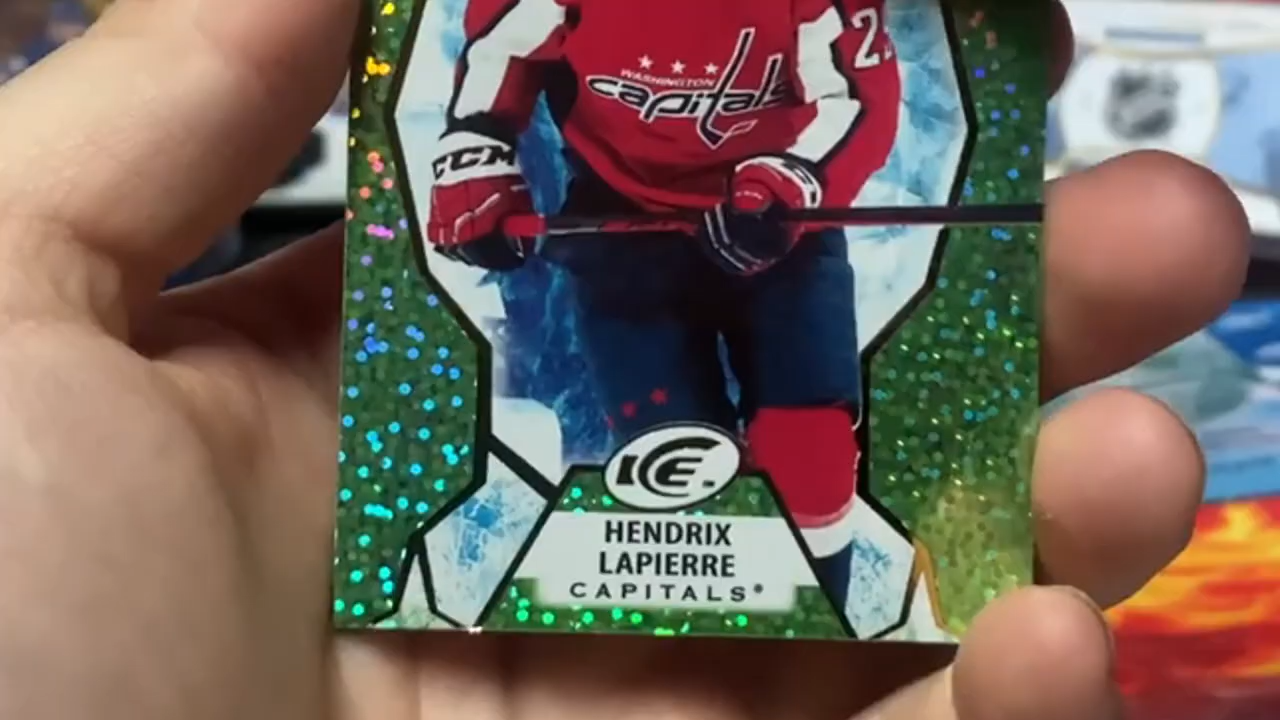 WASHINGTON
capitals
CCM
ICE
HENDRIX
LAPIERRE
CAPITALS®